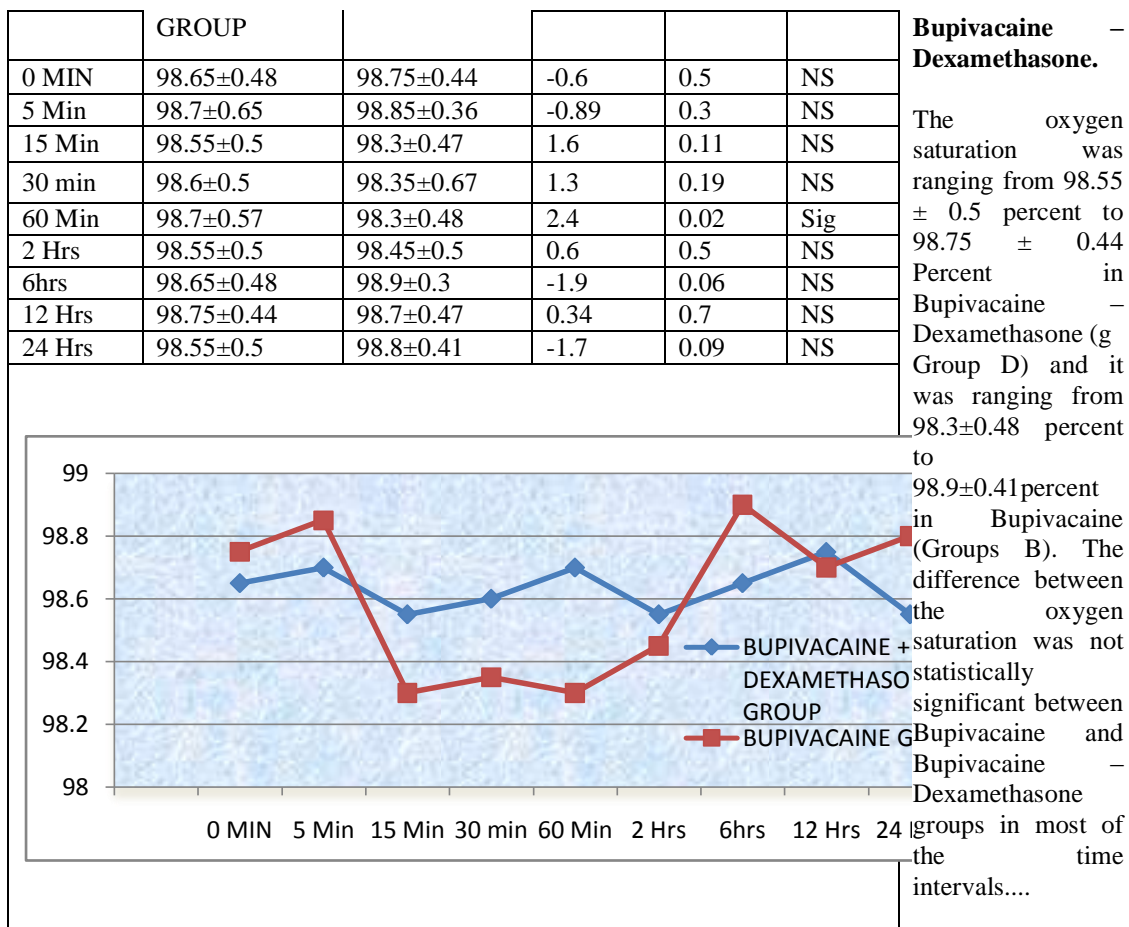 GROUP
0 MIN 98.65±0.48 98.75±0.44 -0.6 0.5 NS
5 Min 98.7±0.65 98.85±0.36 -0.89 0.3 NS
15 Min 98.55±0.5 98.3±0.47 1.6 0.11 NS
30 min 98.6±0.5 98.35±0.67 1.3 0.19 NS
60 Min 98.7±0.57 98.3±0.48 2.4 0.02 Sig
2 Hrs 98.55±0.5 98.45±0.5 0.6 0.5 NS
6hrs 98.65±0.48 98.9±0.3 -1.9 0.06 NS
12 Hrs 98.75±0.44 98.7±0.47 0.34 0.7 NS
24 Hrs 98.55±0.5 98.8±0.41 -1.7 0.09 NS
99
98.8
98.6
98.4
98.2
98
0 MIN 5 Min 15 Min 30 min 60 Min 2 Hrs 6hrs 12 Hrs 24
BUPIVACAINE +
DEXAMETHASO
GROUP
BUPIVACAINE G
Bupivacaine –
Dexamethasone.
The oxygen
saturation was
ranging from 98.55
± 0.5 percent to
98.75 ± 0.44
Percent in
Bupivacaine –
Dexamethasone (g
Group D) and it
was ranging from
98.3±0.48 percent
to
98.9±0.41percent
in Bupivacaine
(Groups B). The
difference between
the oxygen
saturation was not
statistically
significant between
Bupivacaine and
Bupivacaine –
Dexamethasone
groups in most of
the time
intervals....